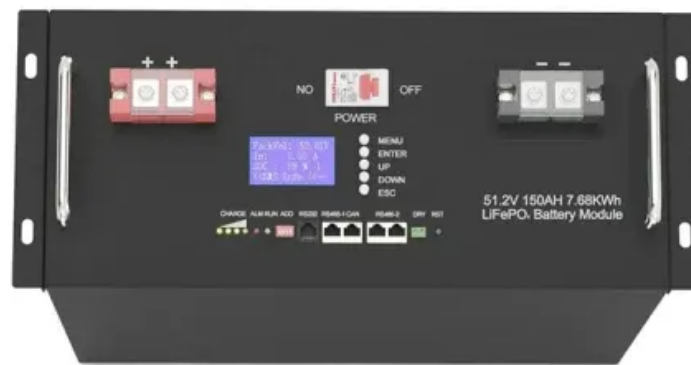 + +
— —
NO
OFF
POWER
MENU
ENTER
UP
DOWN
ESC
51.2V 150AH 7.68KWh
LiFePO₄ Battery Module
CHARGE ALM RUN ADD RS232 RS485-1 CAN RS485-2 DRY RST